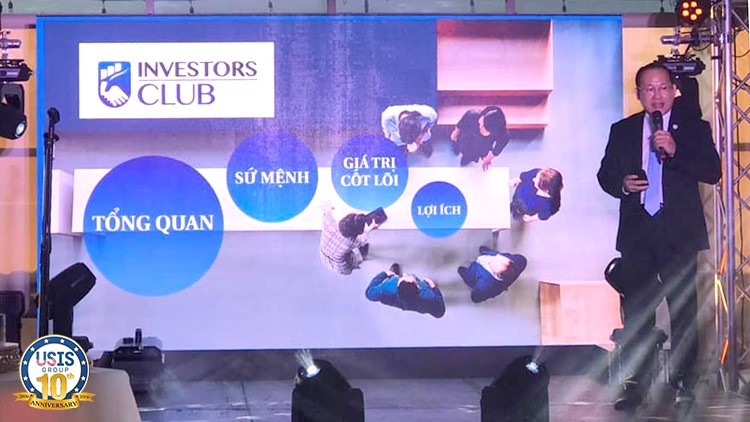 INVESTORS
CLUB
TỔNG QUAN
SỨ MỆNH
GIÁ TRỊ
CỐT LÕI
LỢI ÍCH
USIS
GROUP
10th
ANNIVERSARY